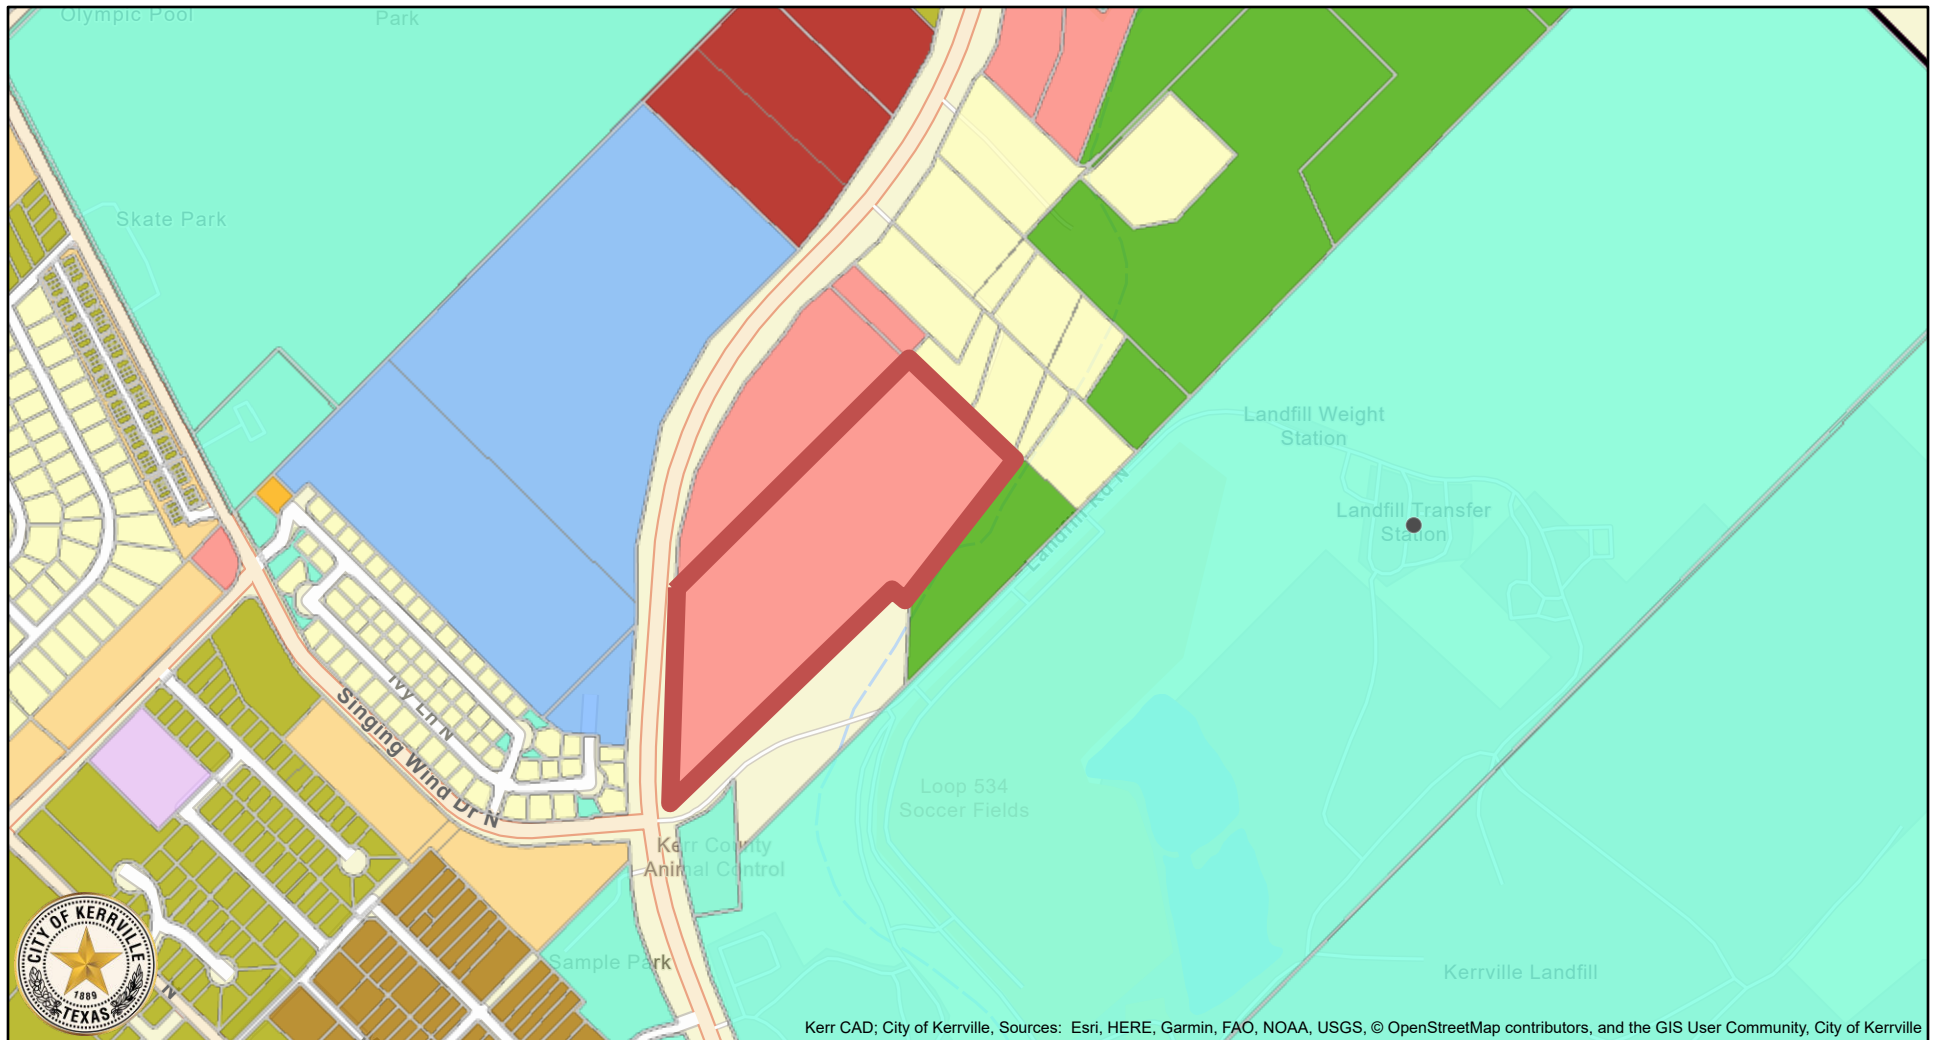 Olympic Pool
Park
Skate Park
Landfill Weight
Station
Landfill Transfer
Station
Landfill Rd N
Ivy Ln N
Singing Wind Dr N
Loop 534
Soccer Fields
Kerr County
Animal Control
Sample Park
Kerrville Landfill
N
CITY OF KERRVILLE
1889
TEXAS
Kerr CAD; City of Kerrville, Sources: Esri, HERE, Garmin, FAO, NOAA, USGS, © OpenStreetMap contributors, and the GIS User Community, City of Kerrville